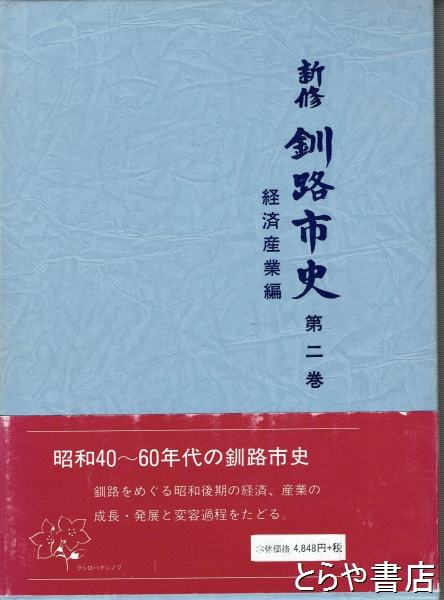 新修 釧路市史 第二巻
経済産業編
昭和40〜60年代の釧路市史
釧路をめぐる昭和後期の経済、産業の
成長・発展と変容過程をたどる。
クシロハナシノブ
本体価格 4,848円+税
とらや書店